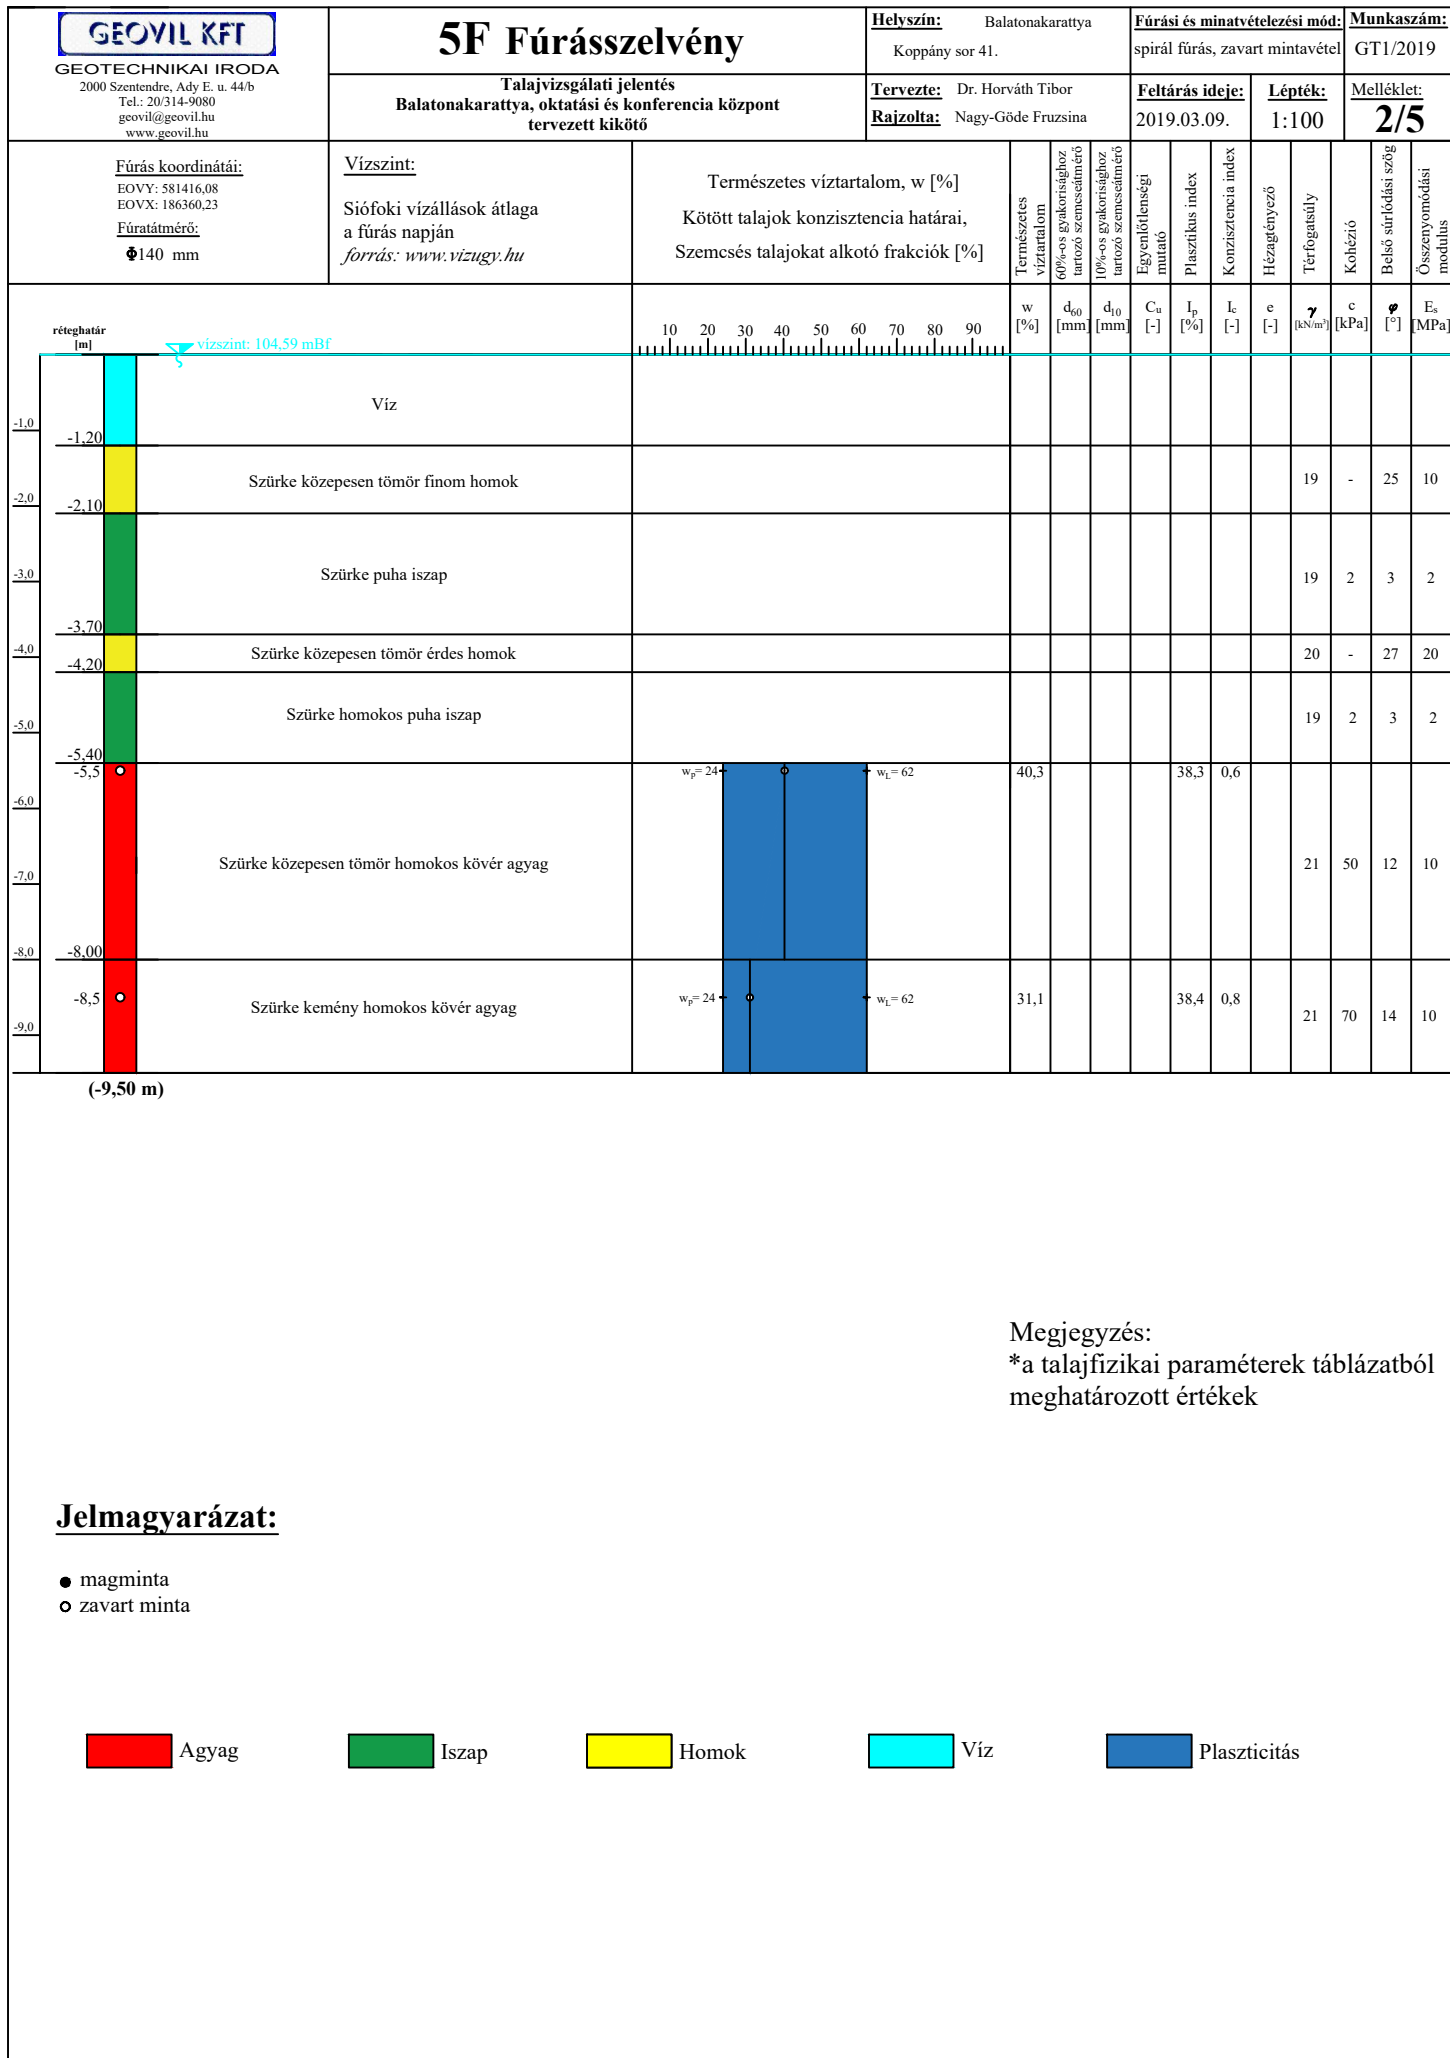 GEOVIL KFT
GEOTECHNIKAI IRODA
2000 Szentendre, Ady E. u. 44/b
Tel.: 20/314-9080
geovil@geovil.hu
www.geovil.hu
5F Fúrásszelvény
Talajvizsgálati jelentés
Balatonakarattya, oktatási és konferencia központ
tervezett kikötő
Helyszín: Balatonakarattya
Koppány sor 41.
Fúrási és minatvételezési mód:
spirál fúrás, zavart mintavétel
Munkaszám:
GT1/2019
Tervezte: Dr. Horváth Tibor
Rajzolta: Nagy-Göde Fruzsina
Feltárás ideje:
2019.03.09.
Lépték:
1:100
Melléklet:
2/5
Fúrás koordinátái:
EOVY: 581416,08
EOVX: 186360,23
Fúratátmérő:
Φ140 mm
Vízszint:
Siófoki vízállások átlaga
a fúrás napján
forrás: www.vizugy.hu
Természetes víztartalom, w [%]
Kötött talajok konzisztencia határai,
Szemcsés talajokat alkotó frakciók [%]
Természetes
víztartalom
60%-os gyakorisághoz
tartozó szemcseátmérő
10%-os gyakorisághoz
tartozó szemcseátmérő
Egyenlőtlenségi
mutató
Plasztikus index
Konzisztencia index
Hézagtényező
Térfogatsúly
Kohézió
Belső súrlódási szög
Összenyomódási
modulus
w d60 d10 Cu Ip Ic e γ c φ Es
[%] [mm] [mm] [-] [%] [-] [-] [kN/m³] [kPa] [°] [MPa]
réteghatár
[m]
vízszint: 104,59 mBf
10 20 30 40 50 60 70 80 90
Víz
-1,0
-1,20
Szürke közepesen tömör finom homok 19 - 25 10
-2,0
-2,10
Szürke puha iszap 19 2 3 2
-3,0
-3,70
Szürke közepesen tömör érdes homok 20 - 27 20
-4,0
-4,20
Szürke homokos puha iszap 19 2 3 2
-5,0
-5,40
-5,5 wp= 24 wL= 62 40,3 38,3 0,6
-6,0
Szürke közepesen tömör homokos kövér agyag 21 50 12 10
-7,0
-8,0 -8,00
-8,5 wp= 24 wL= 62 31,1 38,4 0,8
Szürke kemény homokos kövér agyag 21 70 14 10
-9,0
(-9,50 m)
Megjegyzés:
*a talajfizikai paraméterek táblázatból
meghatározott értékek
Jelmagyarázat:
magminta
zavart minta
Agyag Iszap Homok Víz Plaszticitás